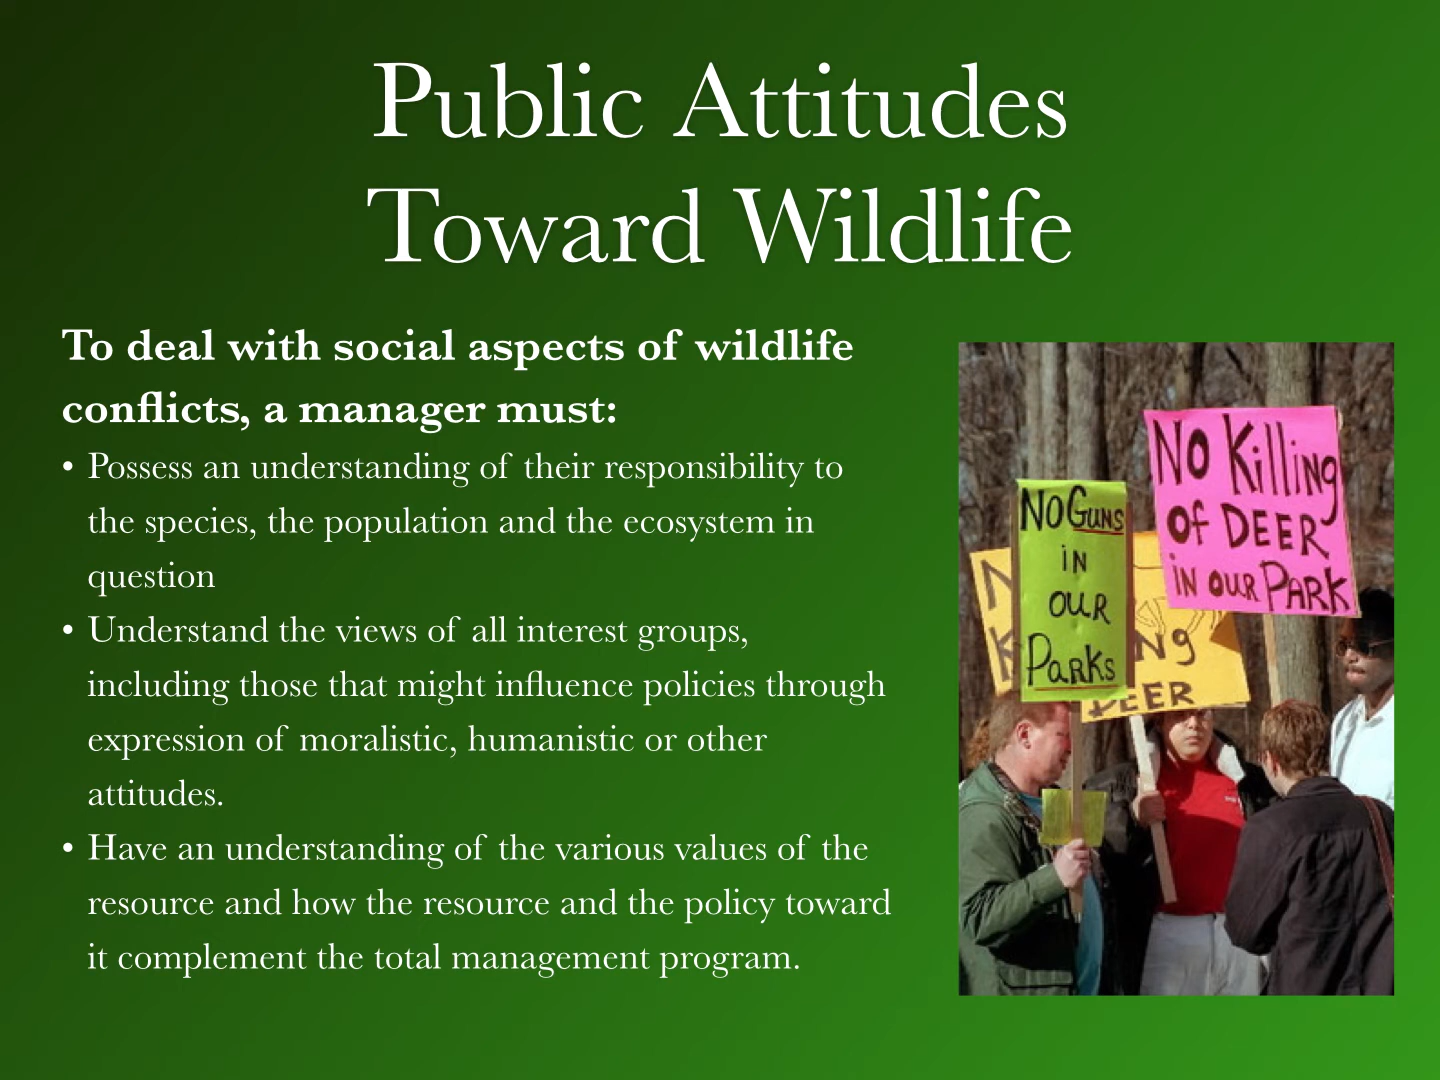 Public Attitudes
Toward Wildlife
To deal with social aspects of wildlife
conflicts, a manager must:
• Possess an understanding of their responsibility to
the species, the population and the ecosystem in
question
• Understand the views of all interest groups,
including those that might influence policies through
expression of moralistic, humanistic or other
attitudes.
• Have an understanding of the various values of the
resource and how the resource and the policy toward
it complement the total management program.
No Killing
Of DEER
IN OUR PARK
NO GUNS
iN
OUR
Parks
DEER